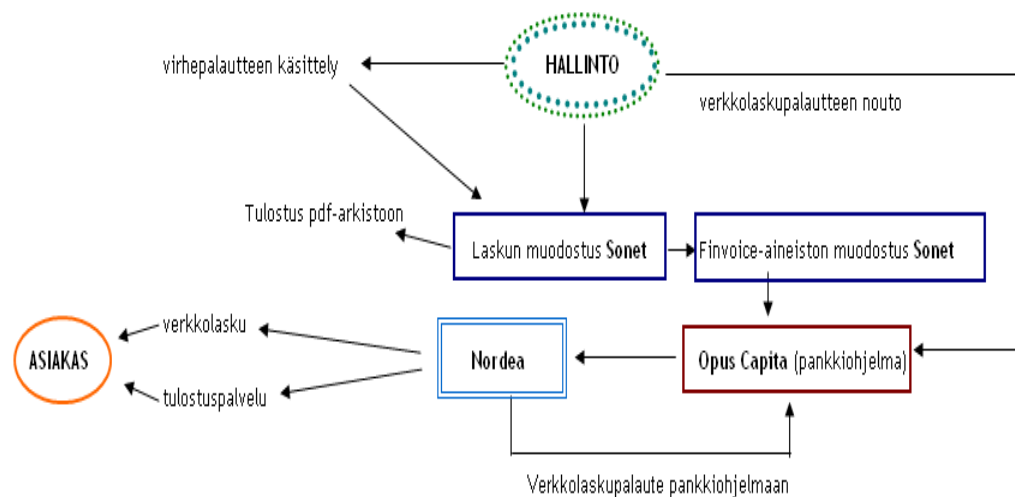 HALLINTO
virhepalautteen käsittely
verkkolaskupalautteen nouto
Tulostus pdf-arkistoon
Laskun muodostus Sonet
Finvoice-aineiston muodostus Sonet
verkkolasku
ASIAKAS
Nordea
Opus Capita (pankkiohjelma)
tulostuspalvelu
Verkkolaskupalaute pankkiohjelmaan